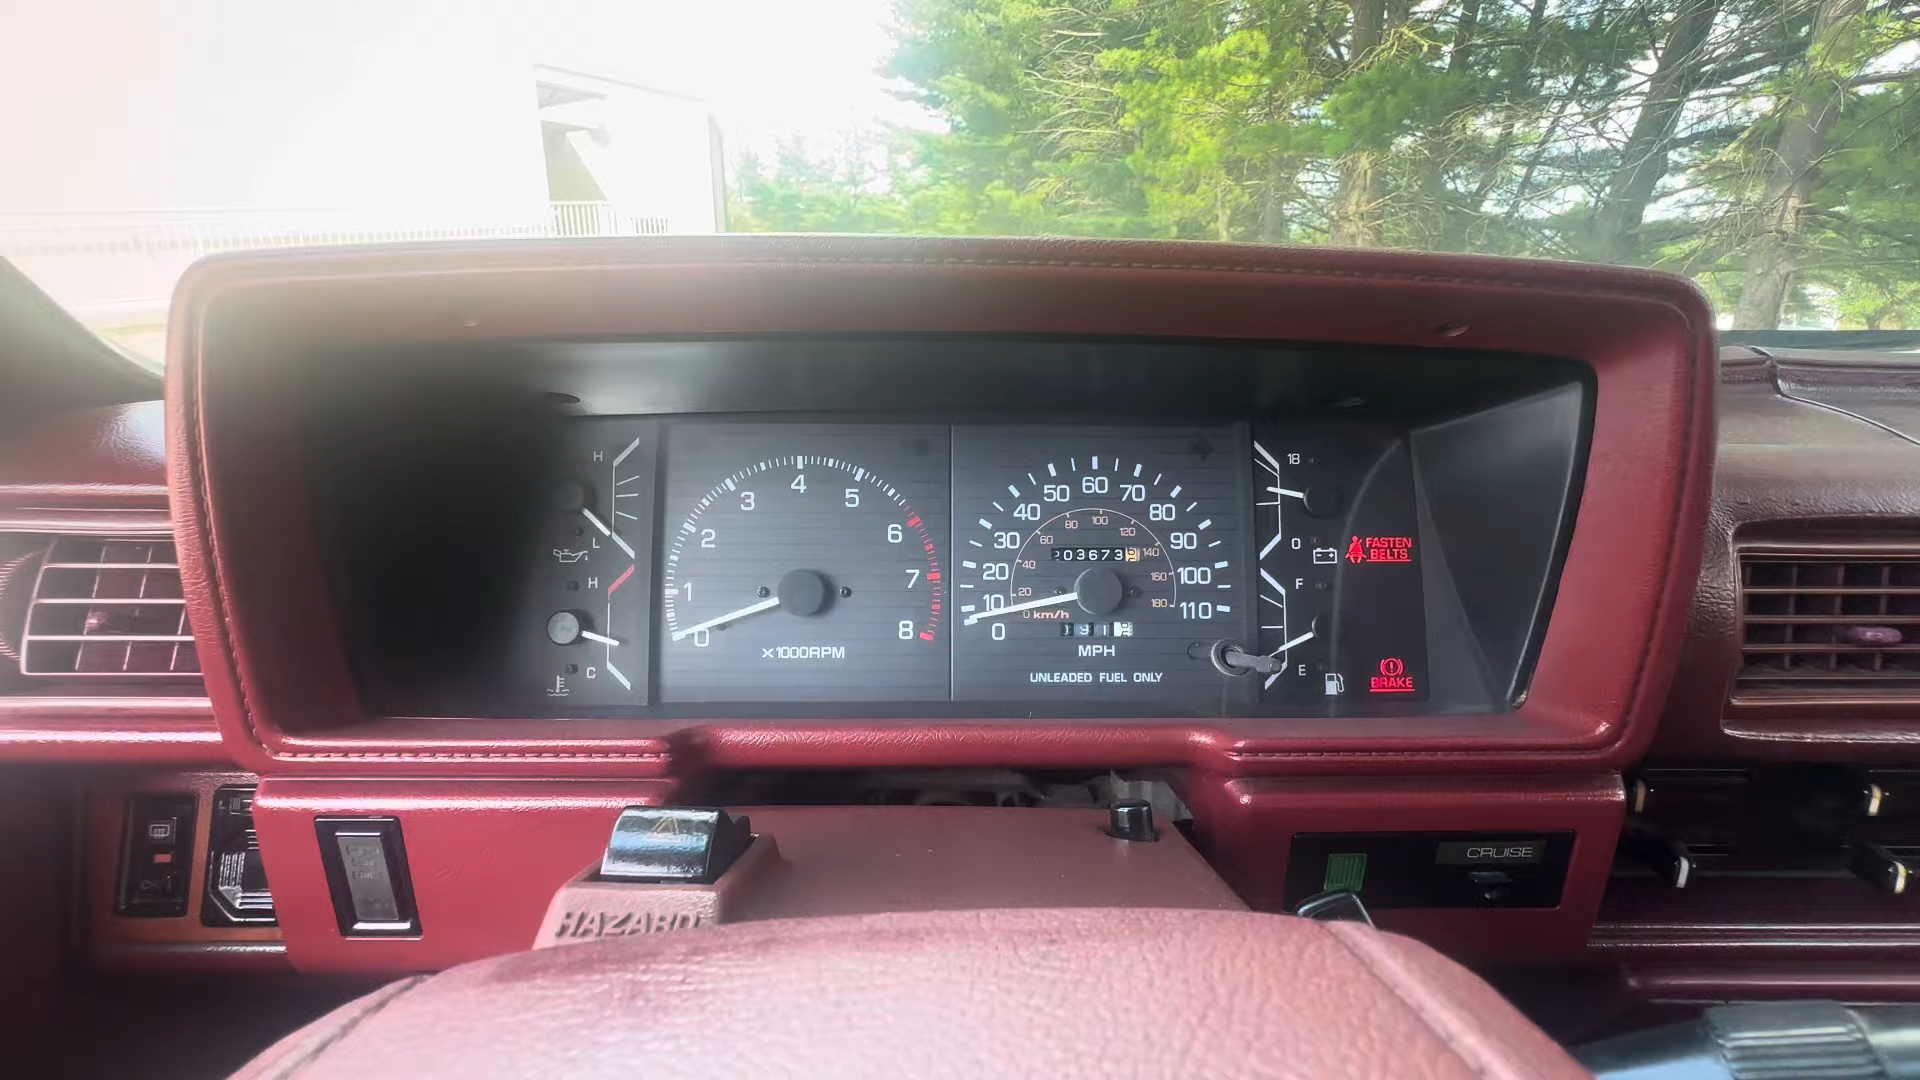 H
L
H
C
0
1
2
3
4
5
6
7
8
x1000RPM
0
10
20
30
40
50
60
70
80
90
100
110
0 km/h
20
40
60
80
100
120
140
160
180
03673
MPH
UNLEADED FUEL ONLY
18
0
F
E
FASTEN
BELTS
BRAKE
HAZARD
CRUISE